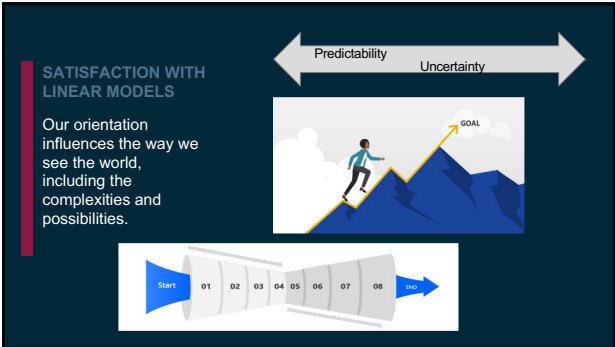 SATISFACTION WITH
LINEAR MODELS
Our orientation
influences the way we
see the world,
including the
complexities and
possibilities.
Predictability
Uncertainty
GOAL
Start
01
02
03
04
05
06
07
08
END